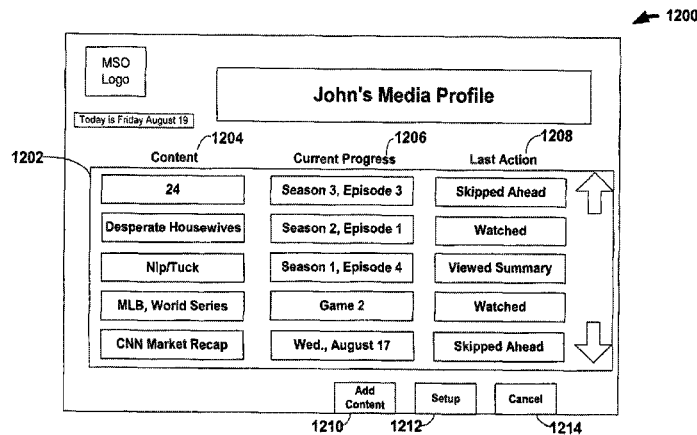 1200
MSO
Logo
John's Media Profile
Today is Friday August 19
1204
1206
1208
1202
Content
Current Progress
Last Action
24
Season 3, Episode 3
Skipped Ahead
Desperate Housewives
Season 2, Episode 1
Watched
Nip/Tuck
Season 1, Episode 4
Viewed Summary
MLB, World Series
Game 2
Watched
CNN Market Recap
Wed., August 17
Skipped Ahead
Add
Content
Setup
Cancel
1210
1212
1214